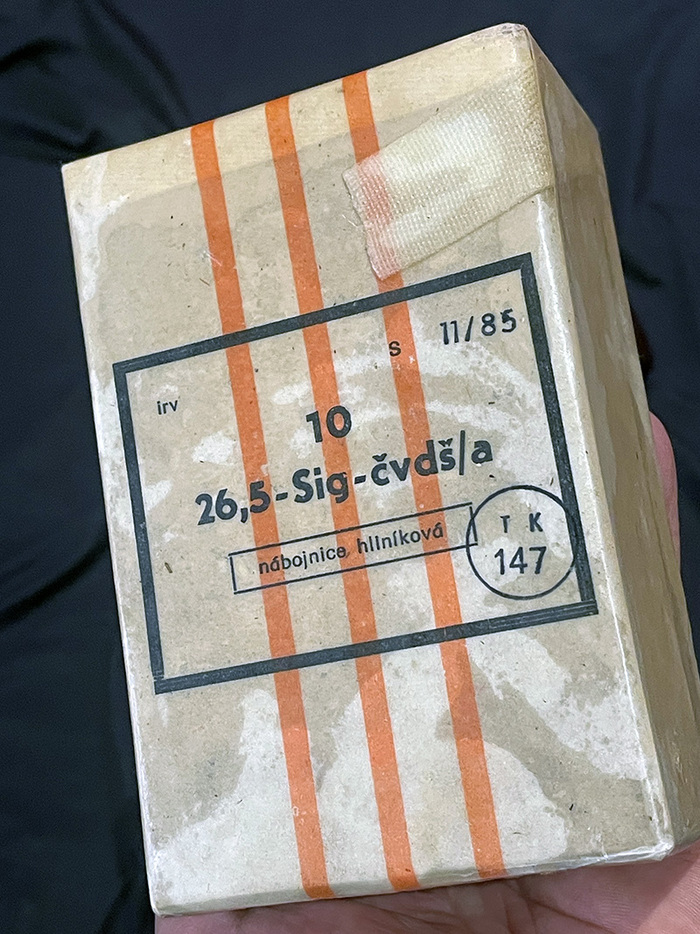 s 11/85
irv
10
26,5-Sig-čvdš/a
nábojnice hliníková
T K
147